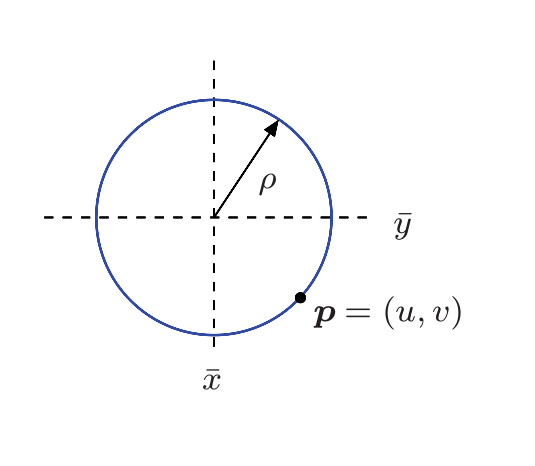 ρ
ȳ
p = (u, v)
x̄